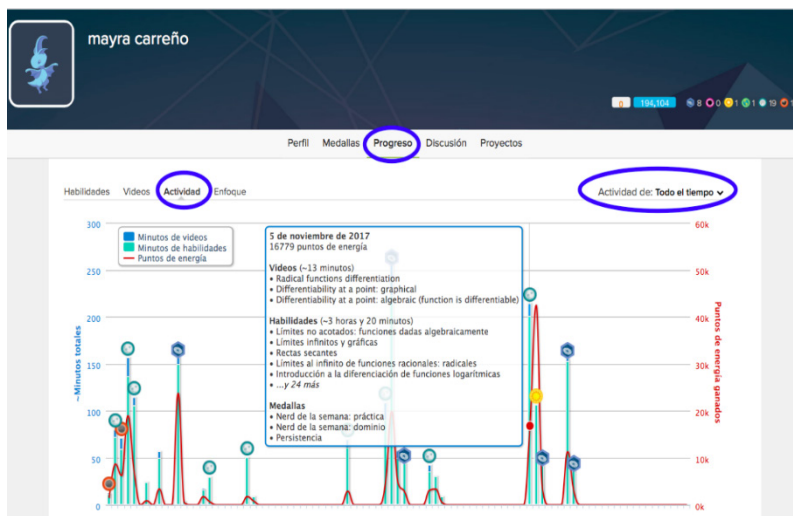 mayra carreño
0 194,104 8 0 1 1 19
Perfil Medallas Progreso Discusión Proyectos
Habilidades Videos Actividad Enfoque Actividad de: Todo el tiempo
300 60k
Minutos de videos
Minutos de habilidades
Puntos de energía
5 de noviembre de 2017
16779 puntos de energía
Videos (~13 minutos)
• Radical functions differentiation
• Differentiability at a point: graphical
• Differentiability at a point: algebraic (function is differentiable)
Habilidades (~3 horas y 20 minutos)
• Límites no acotados: funciones dadas algebraicamente
• Límites infinitos y gráficas
• Rectas secantes
• Límites al infinito de funciones racionales: radicales
• Introducción a la diferenciación de funciones logarítmicas
• ...y 24 más
Medallas
• Nerd de la semana: práctica
• Nerd de la semana: dominio
• Persistencia
250 50k
200 40k
150 30k
100 20k
50 10k
0 0k
~Minutos totales
Puntos de energía ganados